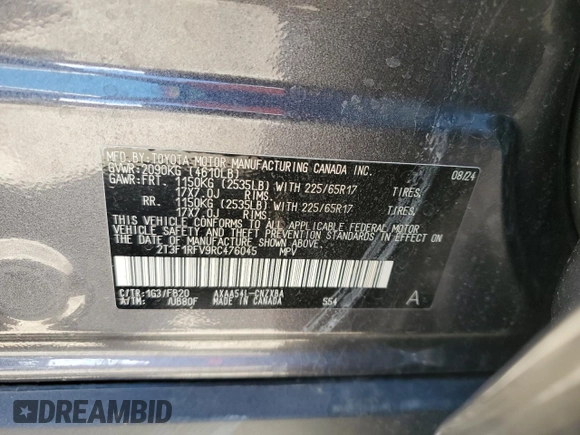 MFD.BY:TOYOTA MOTOR MANUFACTURING CANADA INC.
GVWR:2090KG (4610LB) 08/24
GAWR:FRT. 1150KG (2535LB) WITH 225/65R17 TIRES,
17X7.0J RIMS,
RR. 1150KG (2535LB) WITH 225/65R17 TIRES,
17X7.0J RIMS,
THIS VEHICLE CONFORMS TO ALL APPLICABLE FEDERAL MOTOR
VEHICLE SAFETY AND THEFT PREVENTION STANDARDS IN EFFECT
ON THE DATE OF MANUFACTURE SHOWN ABOVE.
2T3F1RFV9RC476045 MPV
C/TR:1G3/FB20 AXAA54L-CNZVBA
A/TM: /UB80F MADE IN CANADA S54 A
DREAMBID